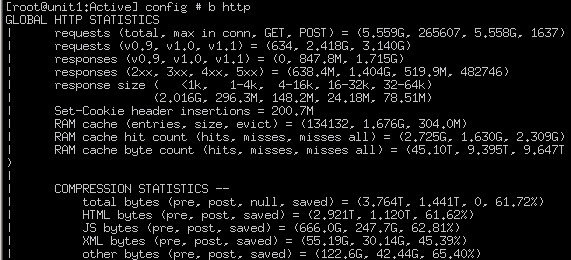 [root@unit1:Active] config # b http
GLOBAL HTTP STATISTICS
|     requests (total, max in conn, GET, POST) = (5.559G, 265607, 5.558G, 1637)
|     requests (v0.9, v1.0, v1.1) = (634, 2.418G, 3.140G)
|     responses (v0.9, v1.0, v1.1) = (0, 847.8M, 1.715G)
|     responses (2xx, 3xx, 4xx, 5xx) = (638.4M, 1.404G, 519.9M, 482746)
|     response size (   <1k,   1-4k,  4-16k, 16-32k, 32-64k)
|                   (2.016G, 296.3M, 148.2M, 24.18M, 78.51M)
|     Set-Cookie header insertions = 200.7M
|     RAM cache (entries, size, evict) = (134132, 1.676G, 304.0M)
|     RAM cache hit count (hits, misses, misses all) = (2.725G, 1.630G, 2.309G)
|     RAM cache byte count (hits, misses, misses all) = (45.10T, 9.395T, 9.647T
)
|
|     COMPRESSION STATISTICS --
|        total bytes (pre, post, null, saved) = (3.764T, 1.441T, 0, 61.72%)
|        HTML bytes (pre, post, saved) = (2.921T, 1.120T, 61.62%)
|        JS bytes (pre, post, saved) = (666.0G, 247.7G, 62.81%)
|        XML bytes (pre, post, saved) = (55.19G, 30.14G, 45.39%)
|        other bytes (pre, post, saved) = (122.6G, 42.44G, 65.40%)